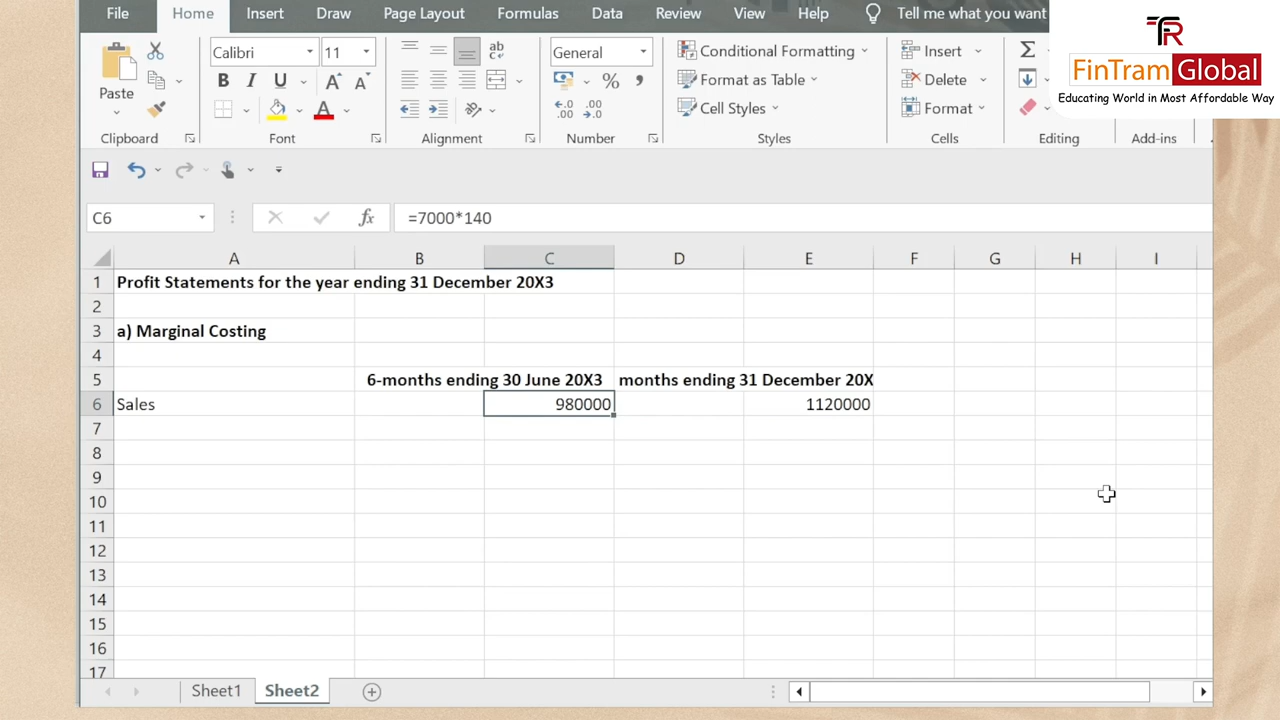 File Home Insert Draw Page Layout Formulas Data Review View Help Tell me what you want
TR
FinTram Global
Educating World in Most Affordable Way
Paste
Calibri 11
B I U A A
A
ab
General
% ,
Conditional Formatting
Format as Table
Cell Styles
Insert
Delete
Format
Clipboard Font Alignment Number Styles Cells Editing Add-ins
C6 fx =7000*140
A B C D E F G H I
1 Profit Statements for the year ending 31 December 20X3
2
3 a) Marginal Costing
4
5 6-months ending 30 June 20X3 months ending 31 December 20X
6 Sales 980000 1120000
7
8
9
10
11
12
13
14
15
16
17
Sheet1 Sheet2